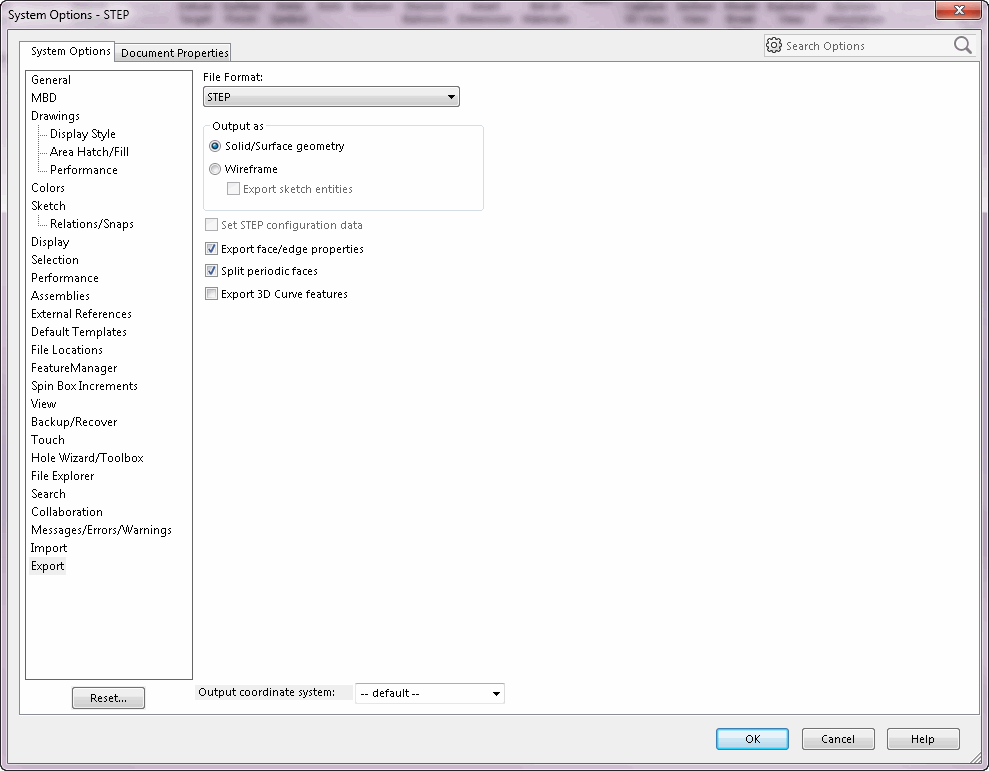 System Options - STEP
System Options
Document Properties
Search Options
General
MBD
Drawings
Display Style
Area Hatch/Fill
Performance
Colors
Sketch
Relations/Snaps
Display
Selection
Performance
Assemblies
External References
Default Templates
File Locations
FeatureManager
Spin Box Increments
View
Backup/Recover
Touch
Hole Wizard/Toolbox
File Explorer
Search
Collaboration
Messages/Errors/Warnings
Import
Export
Reset...
File Format:
STEP
Output as
Solid/Surface geometry
Wireframe
Export sketch entities
Set STEP configuration data
Export face/edge properties
Split periodic faces
Export 3D Curve features
Output coordinate system:
-- default --
OK
Cancel
Help